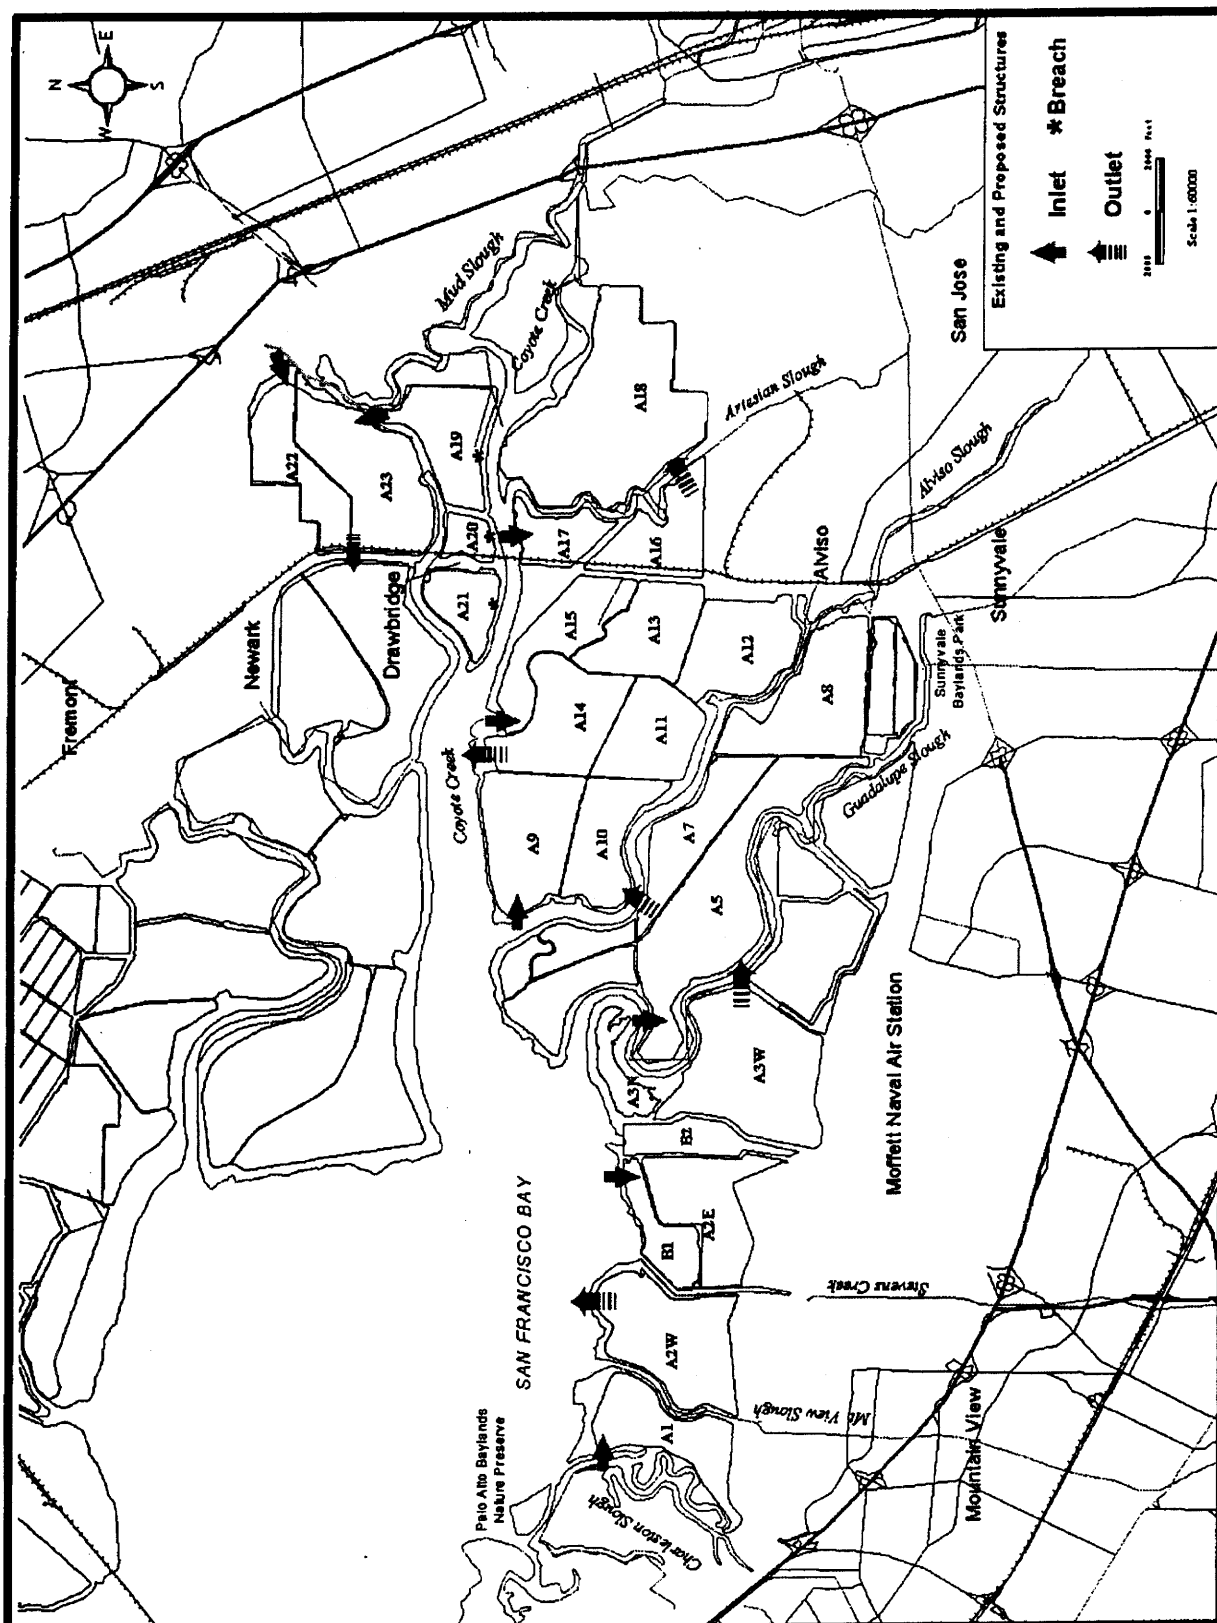 N
E
W
S
Fremont
Newark
Drawbridge
Mud Slough
Coyote Creek
Coyote Creek
A22
A23
A19
A20
A21
A18
A17
A16
A15
A13
A14
A11
A12
A9
A10
A8
A7
A5
Artesian Slough
Alviso Slough
Alviso
Guadalupe Slough
Sunnyvale
Baylands Park
Sunnyvale
San Jose
SAN FRANCISCO BAY
A3W
B2
A2E
B1
A2W
A1
Moffett Naval Air Station
Stevens Creek
Mt View Slough
Mountain View
Charleston Slough
Palo Alto Baylands
Nature Preserve
Existing and Proposed Structures
Inlet
* Breach
Outlet
2000 0 2000 Feet
Scale 1:60000